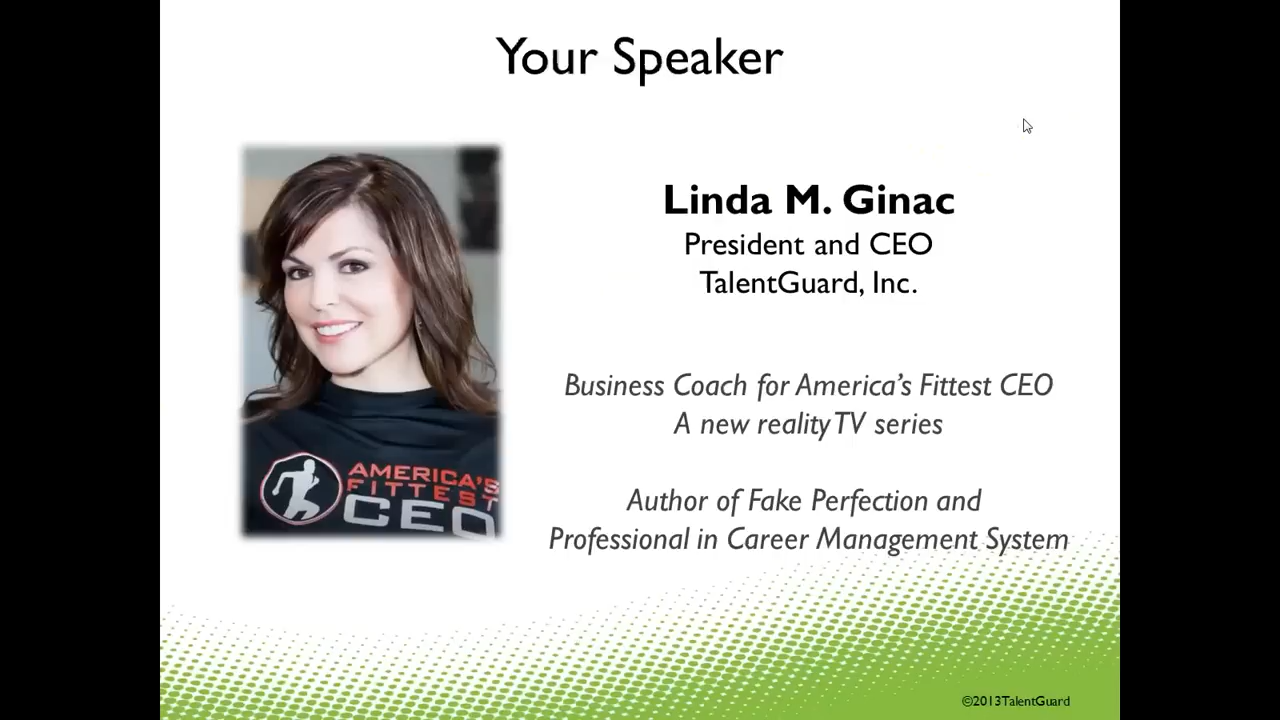 Your Speaker
Linda M. Ginac
President and CEO
TalentGuard, Inc.
Business Coach for America’s Fittest CEO
A new reality TV series
Author of Fake Perfection and
Professional in Career Management System
AMERICA'S
FITTEST
CEO
©2013TalentGuard